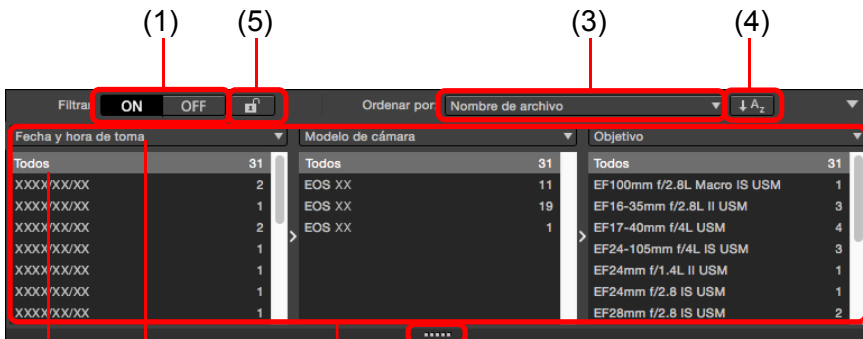 (1) (5) (3) (4)
Filtrar ON OFF Ordenar por: Nombre de archivo A Z
Fecha y hora de toma Modelo de cámara Objetivo
Todos 31 Todos 31 Todos 31
XXXX/XX/XX 2 EOS XX 11 EF100mm f/2.8L Macro IS USM 1
XXXX/XX/XX 1 EOS XX 19 EF16-35mm f/2.8L II USM 3
XXXX/XX/XX 2 EOS XX 1 EF17-40mm f/4L USM 4
XXXX/XX/XX 1 EF24-105mm f/4L IS USM 3
XXXX/XX/XX 1 EF24mm f/1.4L II USM 1
XXXX/XX/XX 1 EF24mm f/2.8 IS USM 1
XXXX/XX/XX 1 EF28mm f/2.8 IS USM 2